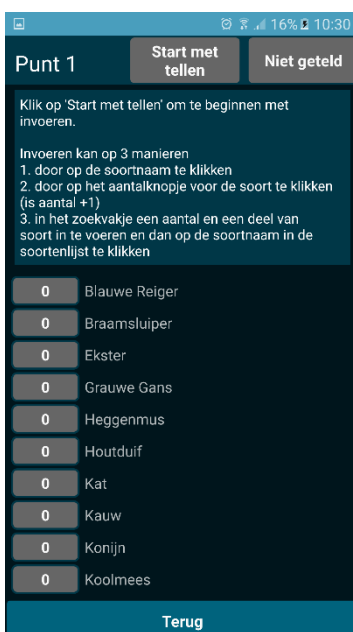 16% 10:30
Punt 1
Start met
tellen
Niet geteld
Klik op 'Start met tellen' om te beginnen met
invoeren.
Invoeren kan op 3 manieren
1. door op de soortnaam te klikken
2. door op het aantalknopje voor de soort te klikken
(is aantal +1)
3. in het zoekvakje een aantal en een deel van
soort in te voeren en dan op de soortnaam in de
soortenlijst te klikken
0 Blauwe Reiger
0 Braamsluiper
0 Ekster
0 Grauwe Gans
0 Heggenmus
0 Houtduif
0 Kat
0 Kauw
0 Konijn
0 Koolmees
Terug